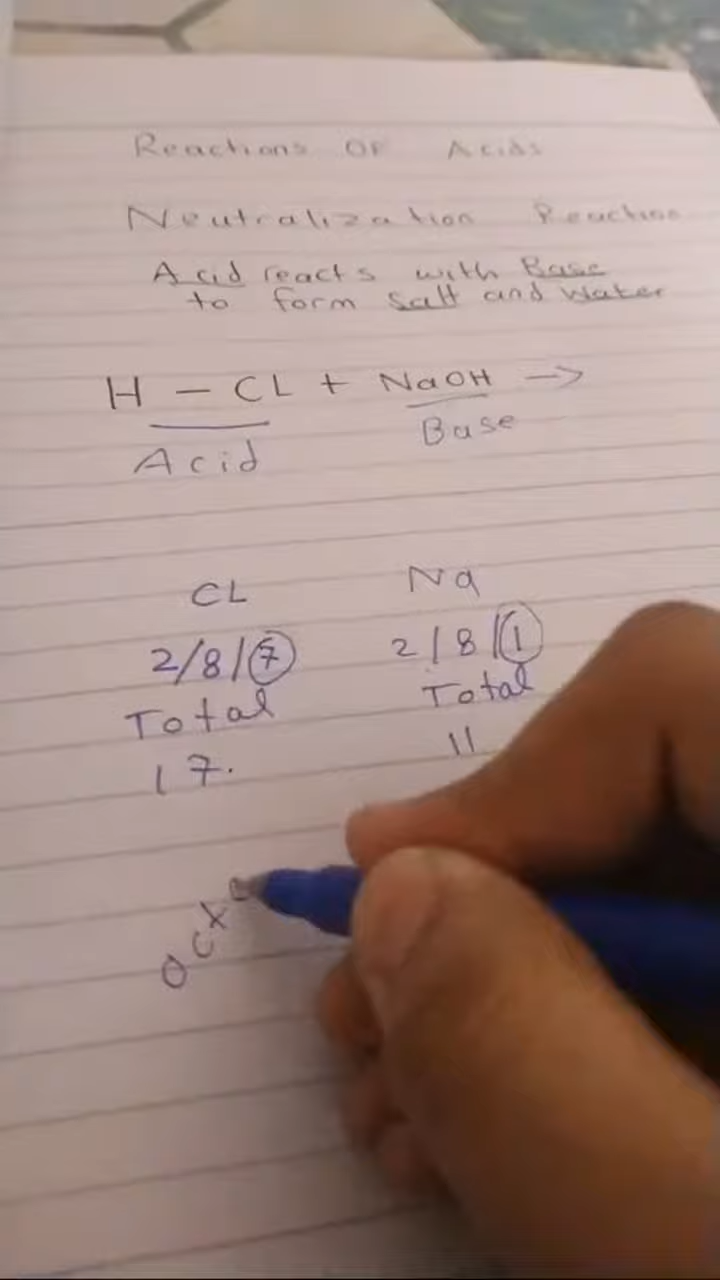 Reactions OF Acids
Neutralization Reaction
Acid reacts with Base
to form Salt and Water
H - CL + NaOH ->
Acid Base
CL Na
2/8/7 2/8/1
Total Total
17. 11
Oct